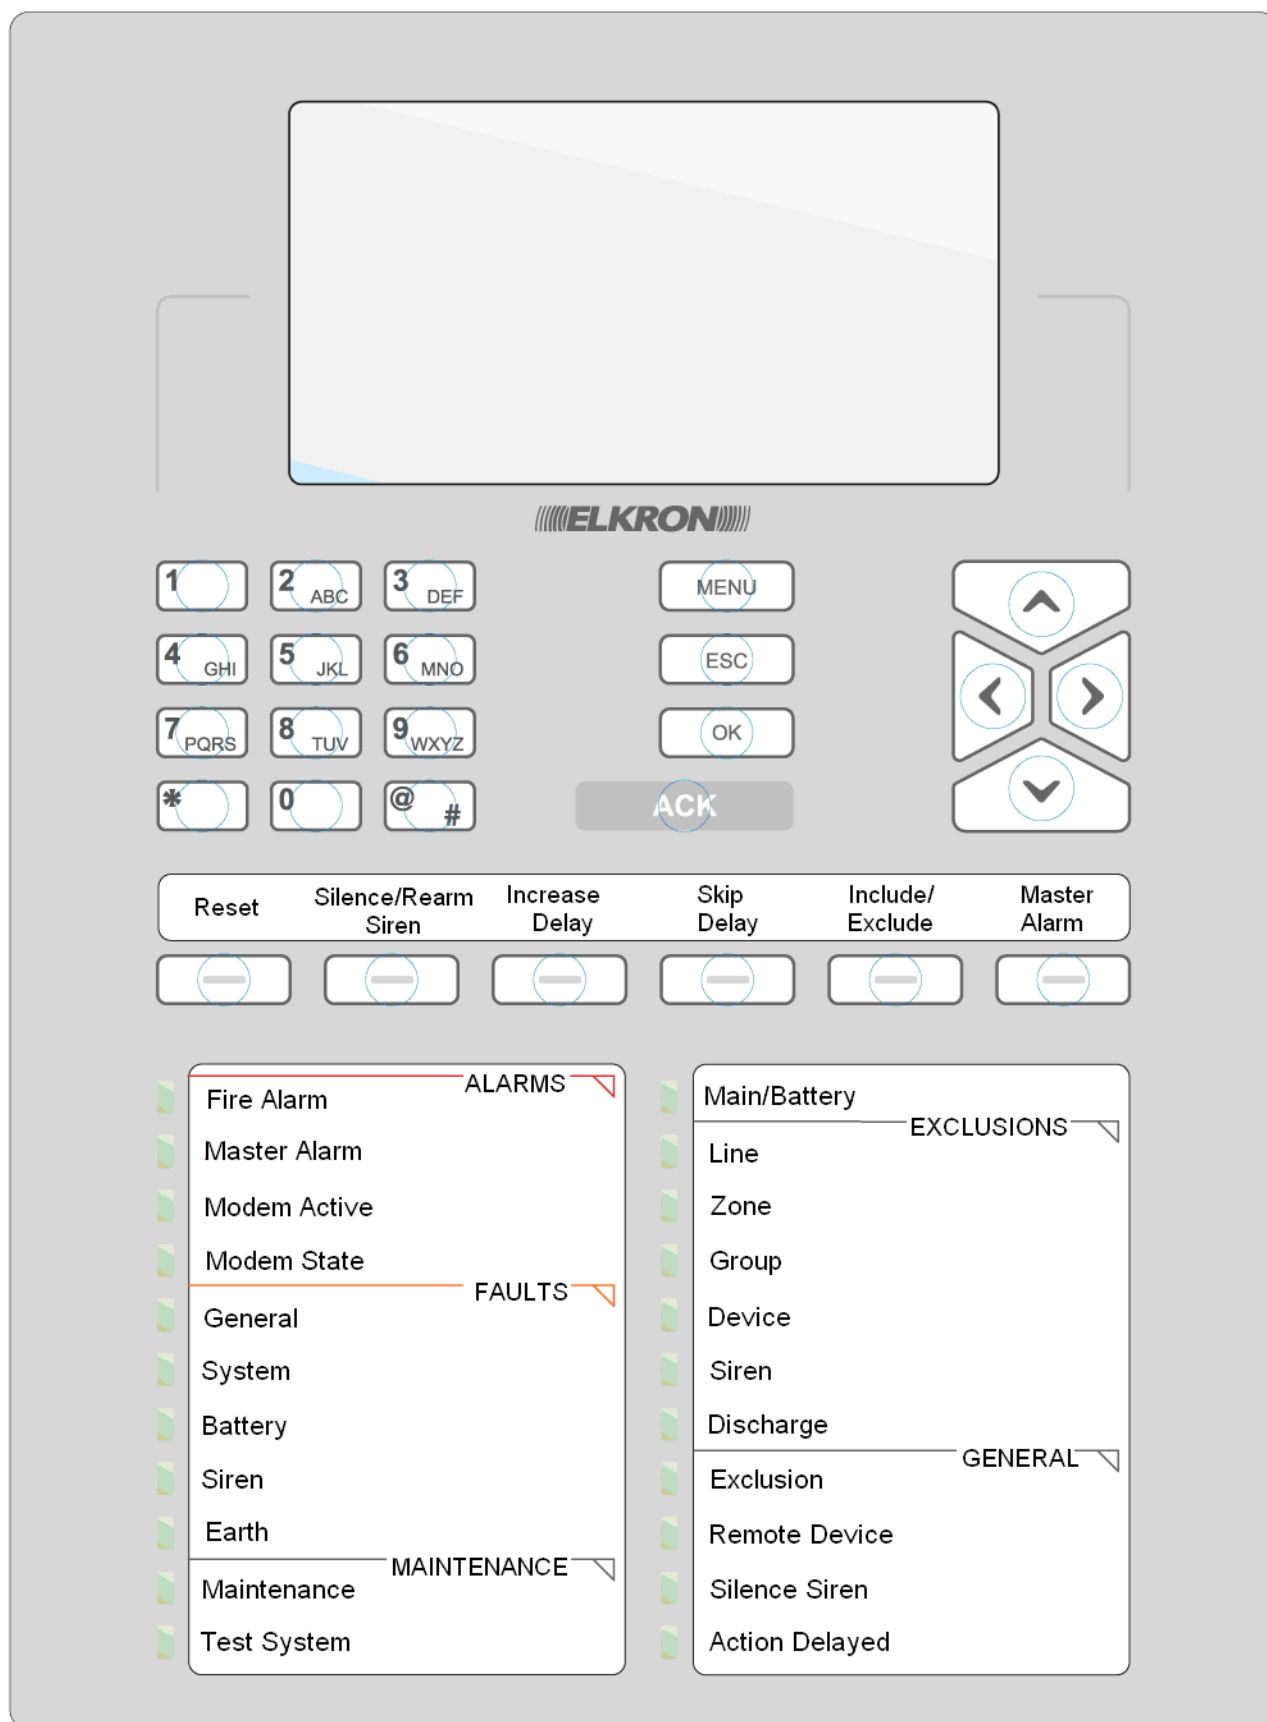 ELKRON
1
2 ABC
3 DEF
MENU
4 GHI
5 JKL
6 MNO
ESC
7 PQRS
8 TUV
9 WXYZ
OK
*
0
@ #
ACK
Reset
Silence/Rearm
Siren
Increase
Delay
Skip
Delay
Include/
Exclude
Master
Alarm
ALARMS
Fire Alarm
Master Alarm
Modem Active
Modem State
FAULTS
General
System
Battery
Siren
Earth
MAINTENANCE
Maintenance
Test System
Main/Battery
EXCLUSIONS
Line
Zone
Group
Device
Siren
Discharge
GENERAL
Exclusion
Remote Device
Silence Siren
Action Delayed